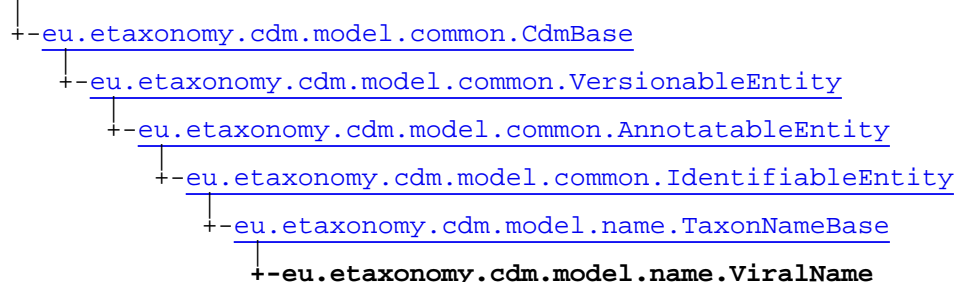 +-eu.etaxonomy.cdm.model.common.CdmBase
+-eu.etaxonomy.cdm.model.common.VersionableEntity
+-eu.etaxonomy.cdm.model.common.AnnotatableEntity
+-eu.etaxonomy.cdm.model.common.IdentifiableEntity
+-eu.etaxonomy.cdm.model.name.TaxonNameBase
+-eu.etaxonomy.cdm.model.name.ViralName